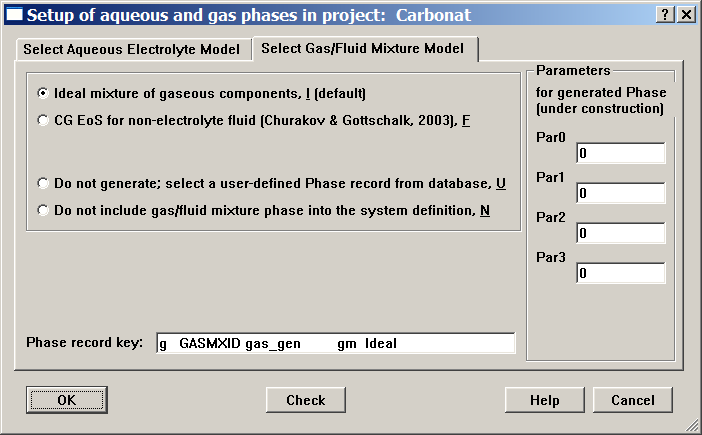 Setup of aqueous and gas phases in project: Carbonat
Select Aqueous Electrolyte Model
Select Gas/Fluid Mixture Model
Ideal mixture of gaseous components, I (default)
CG EoS for non-electrolyte fluid (Churakov & Gottschalk, 2003), F
Do not generate; select a user-defined Phase record from database, U
Do not include gas/fluid mixture phase into the system definition, N
Parameters
for generated Phase
(under construction)
Par0
0
Par1
0
Par2
0
Par3
0
Phase record key: g GASMXID gas_gen gm Ideal
OK
Check
Help
Cancel